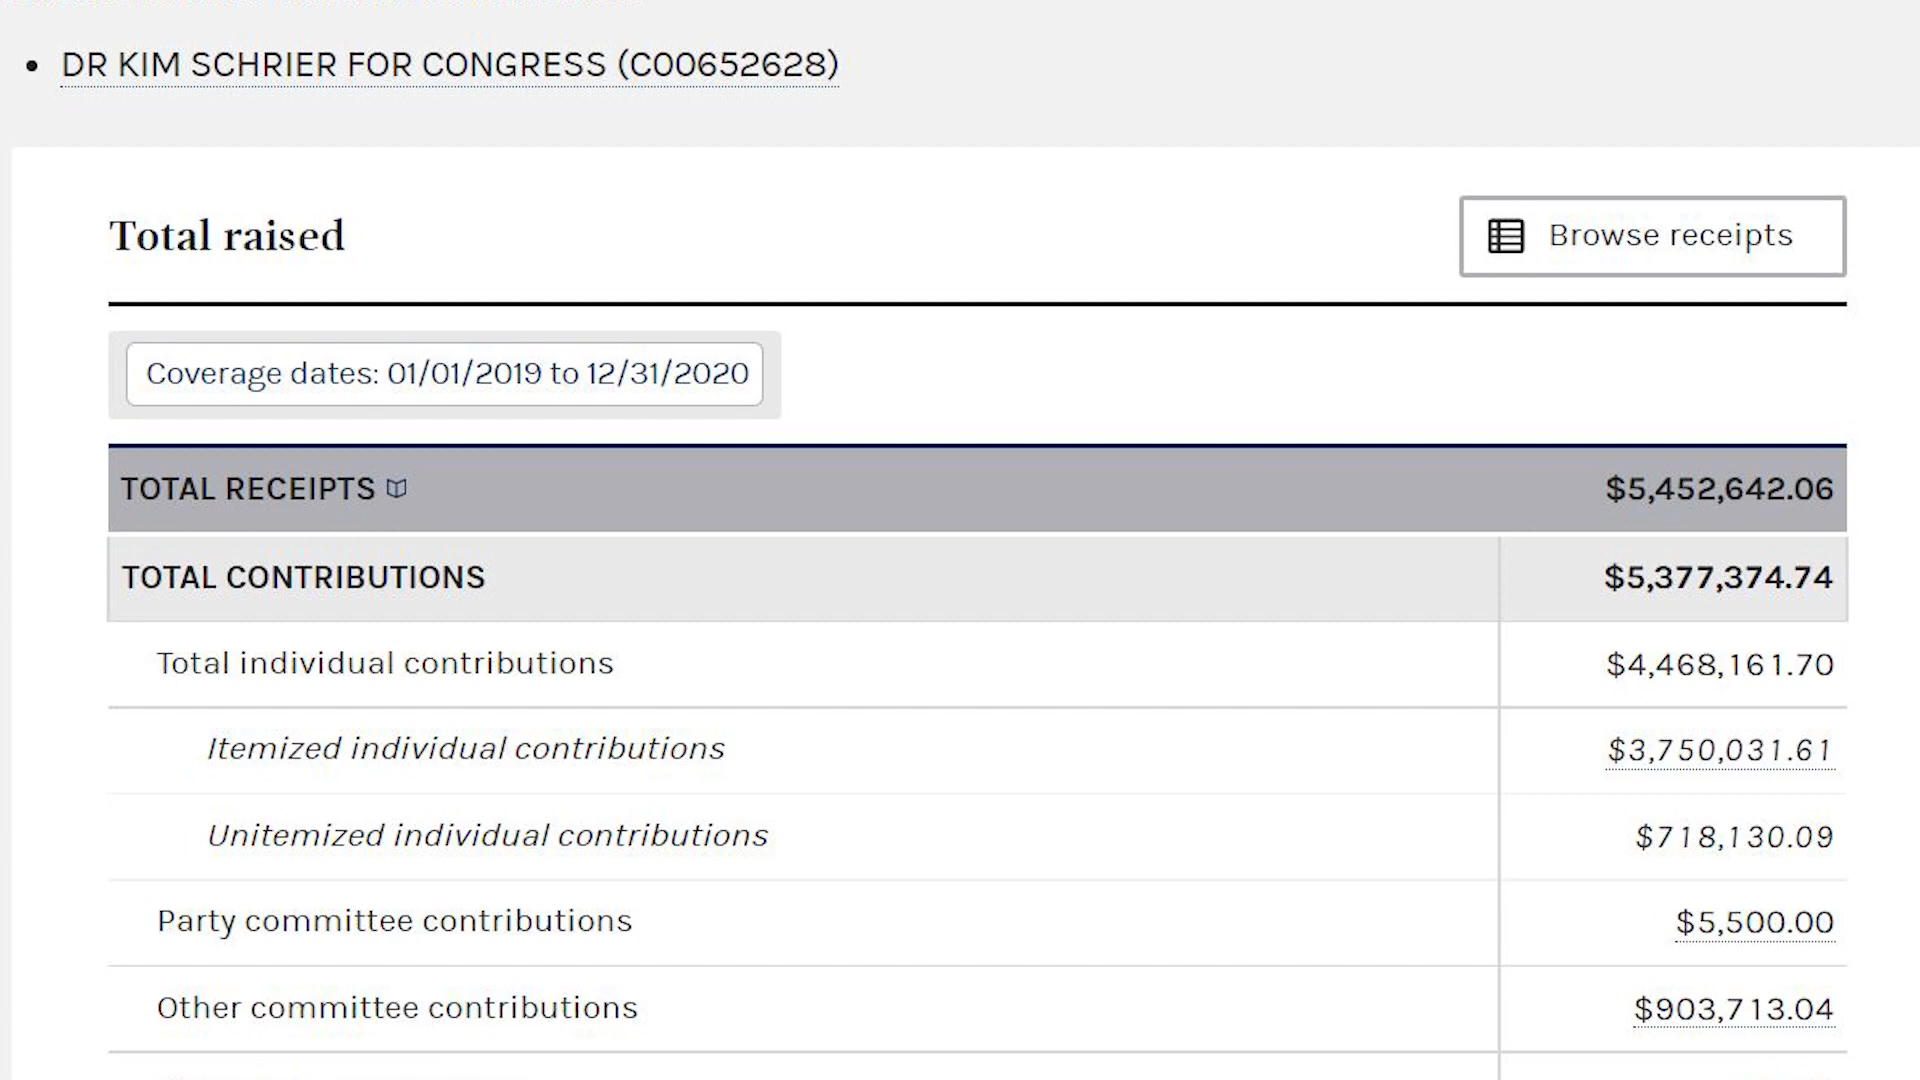 DR KIM SCHRIER FOR CONGRESS (C00652628)
Total raised
Browse receipts
Coverage dates: 01/01/2019 to 12/31/2020
TOTAL RECEIPTS $5,452,642.06
TOTAL CONTRIBUTIONS $5,377,374.74
Total individual contributions $4,468,161.70
Itemized individual contributions $3,750,031.61
Unitemized individual contributions $718,130.09
Party committee contributions $5,500.00
Other committee contributions $903,713.04